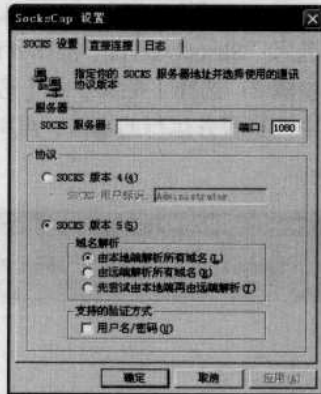 SocksCap 设置
SOCKS 设置 直接连接 日志
指定你的 SOCKS 服务器地址并选择使用的通讯
协议版本
服务器
SOCKS 服务器: 端口: 1080
协议
SOCKS 版本 4(4)
SOCKS 用户标识: Administrator
SOCKS 版本 5(5)
域名解析
由本地端解析所有域名(L)
由远端解析所有域名(R)
先尝试由本地端再由远端解析(T)
支持的验证方式
用户名/密码(U)
确定 取消 应用(A)